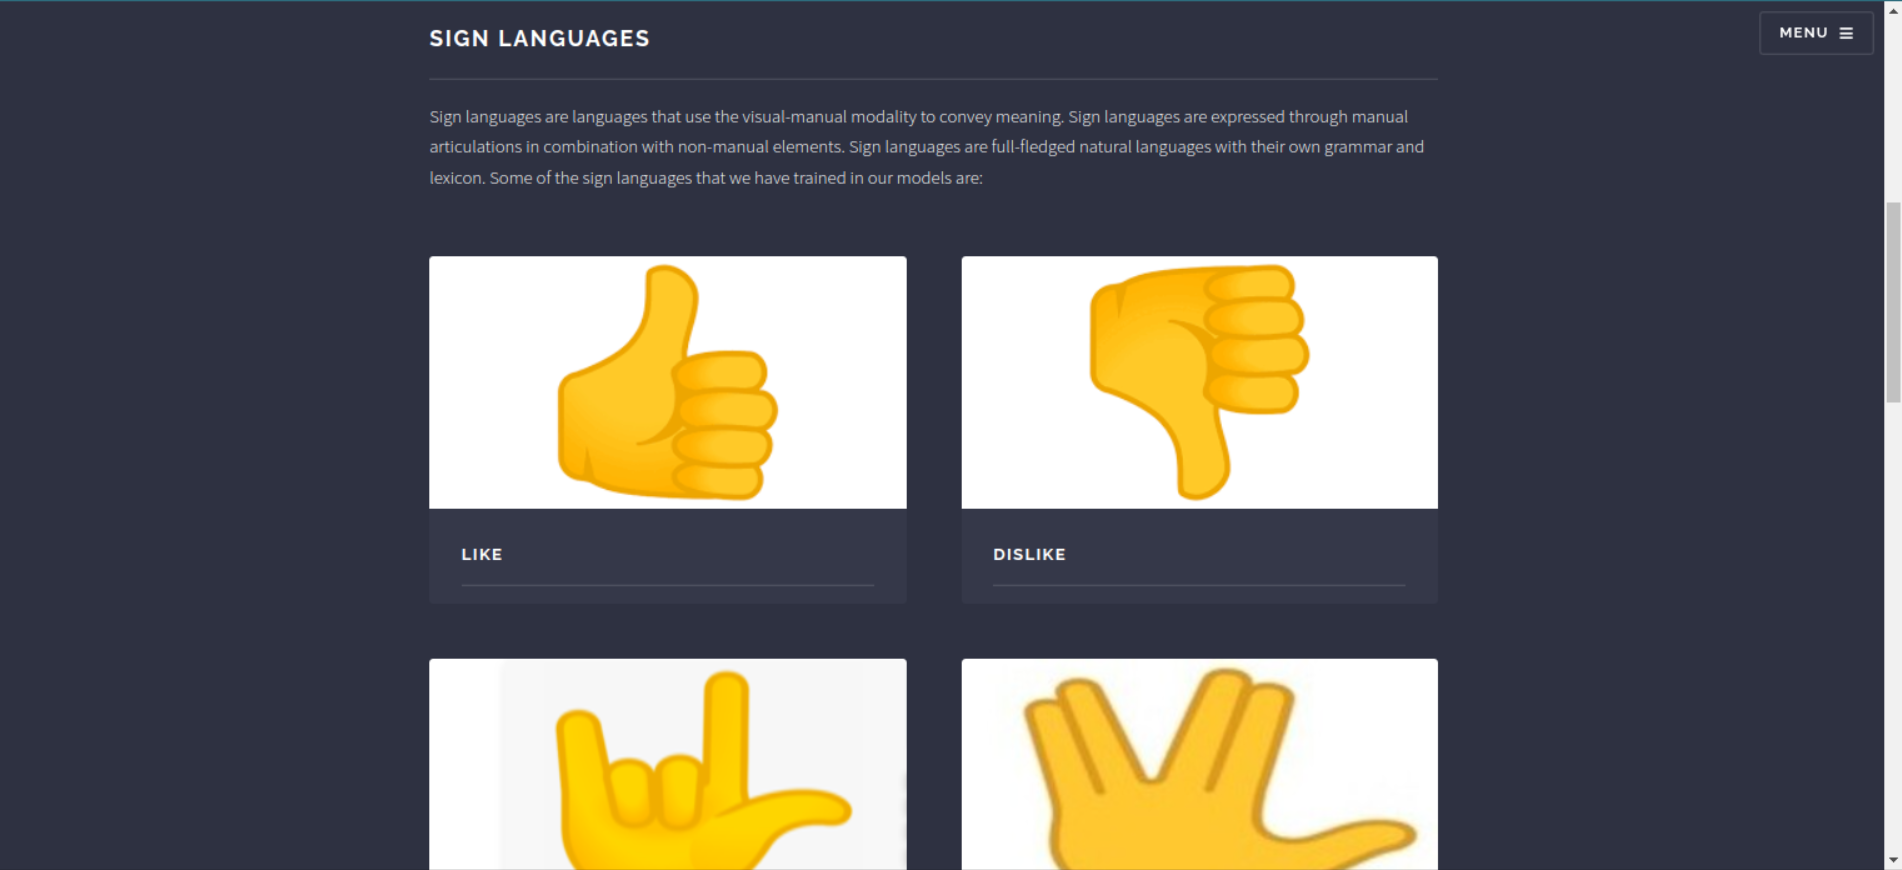 SIGN LANGUAGES
MENU
Sign languages are languages that use the visual-manual modality to convey meaning. Sign languages are expressed through manual
articulations in combination with non-manual elements. Sign languages are full-fledged natural languages with their own grammar and
lexicon. Some of the sign languages that we have trained in our models are:
LIKE
DISLIKE